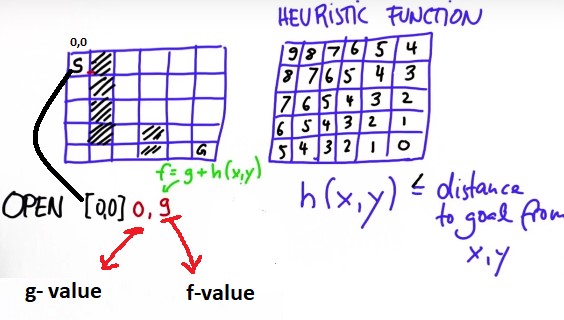 HEURISTIC FUNCTION
0,0
S
G
9 8 7 6 5 4
8 7 6 5 4 3
7 6 5 4 3 2
6 5 4 3 2 1
5 4 3 2 1 0
f = g + h(x,y)
OPEN [0,0] 0, 9
h(x,y) ≤ distance
to goal from
x,y
g- value
f-value